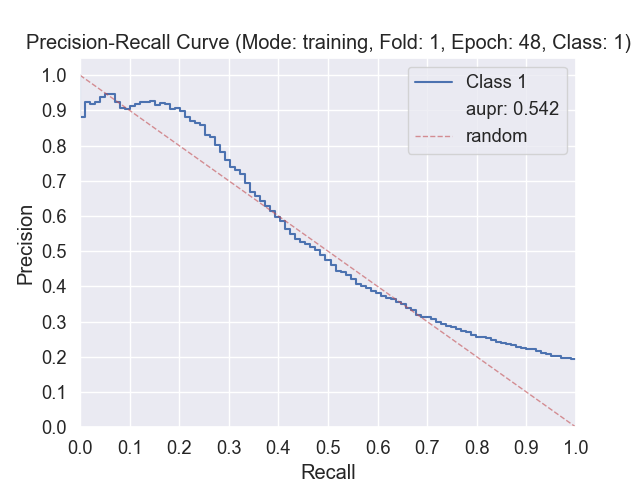 Precision-Recall Curve (Mode: training, Fold: 1, Epoch: 48, Class: 1)
1.0
0.9
0.8
0.7
0.6
0.5
0.4
0.3
0.2
0.1
0.0
Precision
Class 1
aupr: 0.542
random
0.0 0.1 0.2 0.3 0.4 0.5 0.6 0.7 0.8 0.9 1.0
Recall